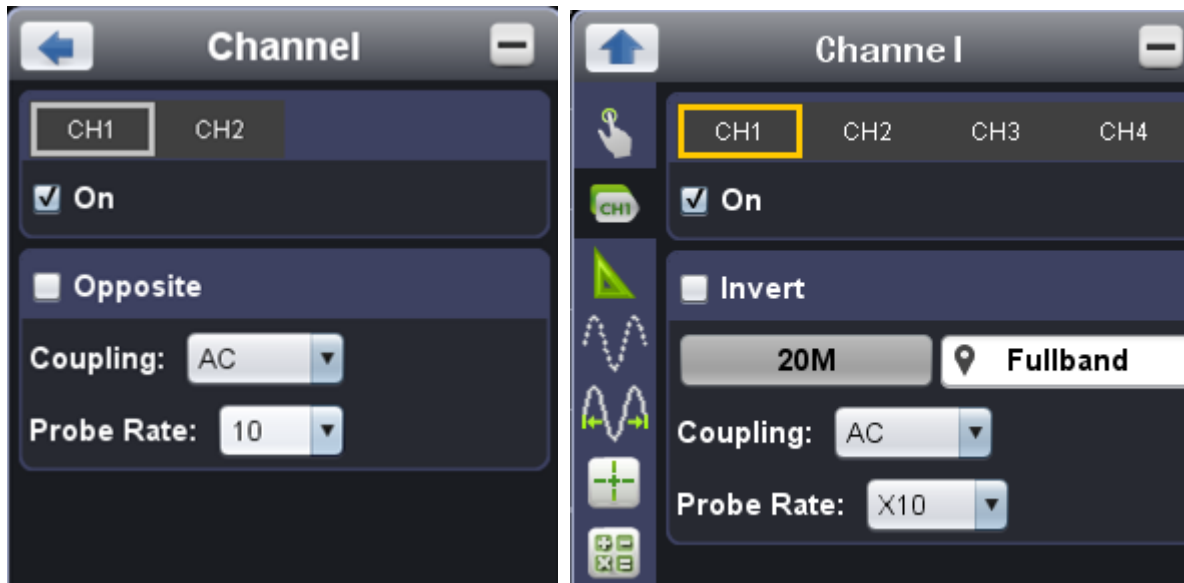 Channel
CH1 CH2
On
Opposite
Coupling: AC
Probe Rate: 10
Channel
CH1
CH1 CH2 CH3 CH4
On
Invert
20M Fullband
Coupling: AC
Probe Rate: X10